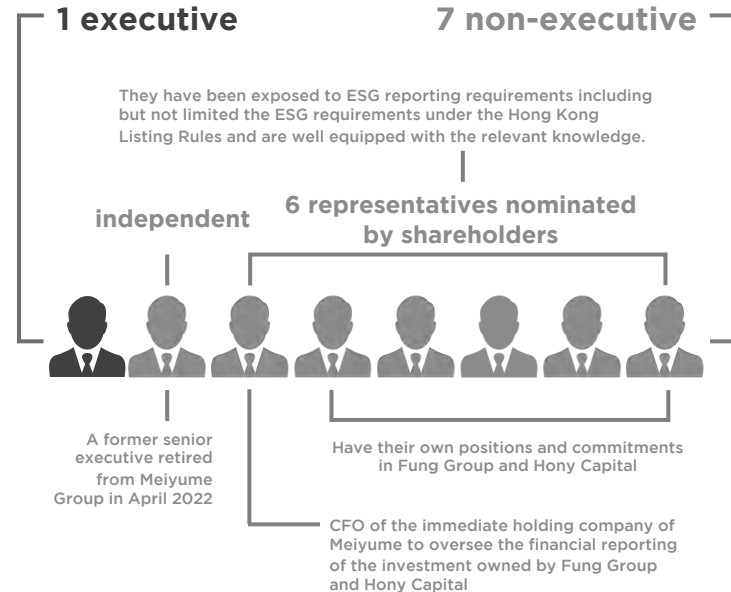 1 executive
7 non-executive
They have been exposed to ESG reporting requirements including
but not limited the ESG requirements under the Hong Kong
Listing Rules and are well equipped with the relevant knowledge.
independent
6 representatives nominated
by shareholders
A former senior
executive retired
from Meiyume
Group in April 2022
Have their own positions and commitments
in Fung Group and Hony Capital
CFO of the immediate holding company of
Meiyume to oversee the financial reporting
of the investment owned by Fung Group
and Hony Capital